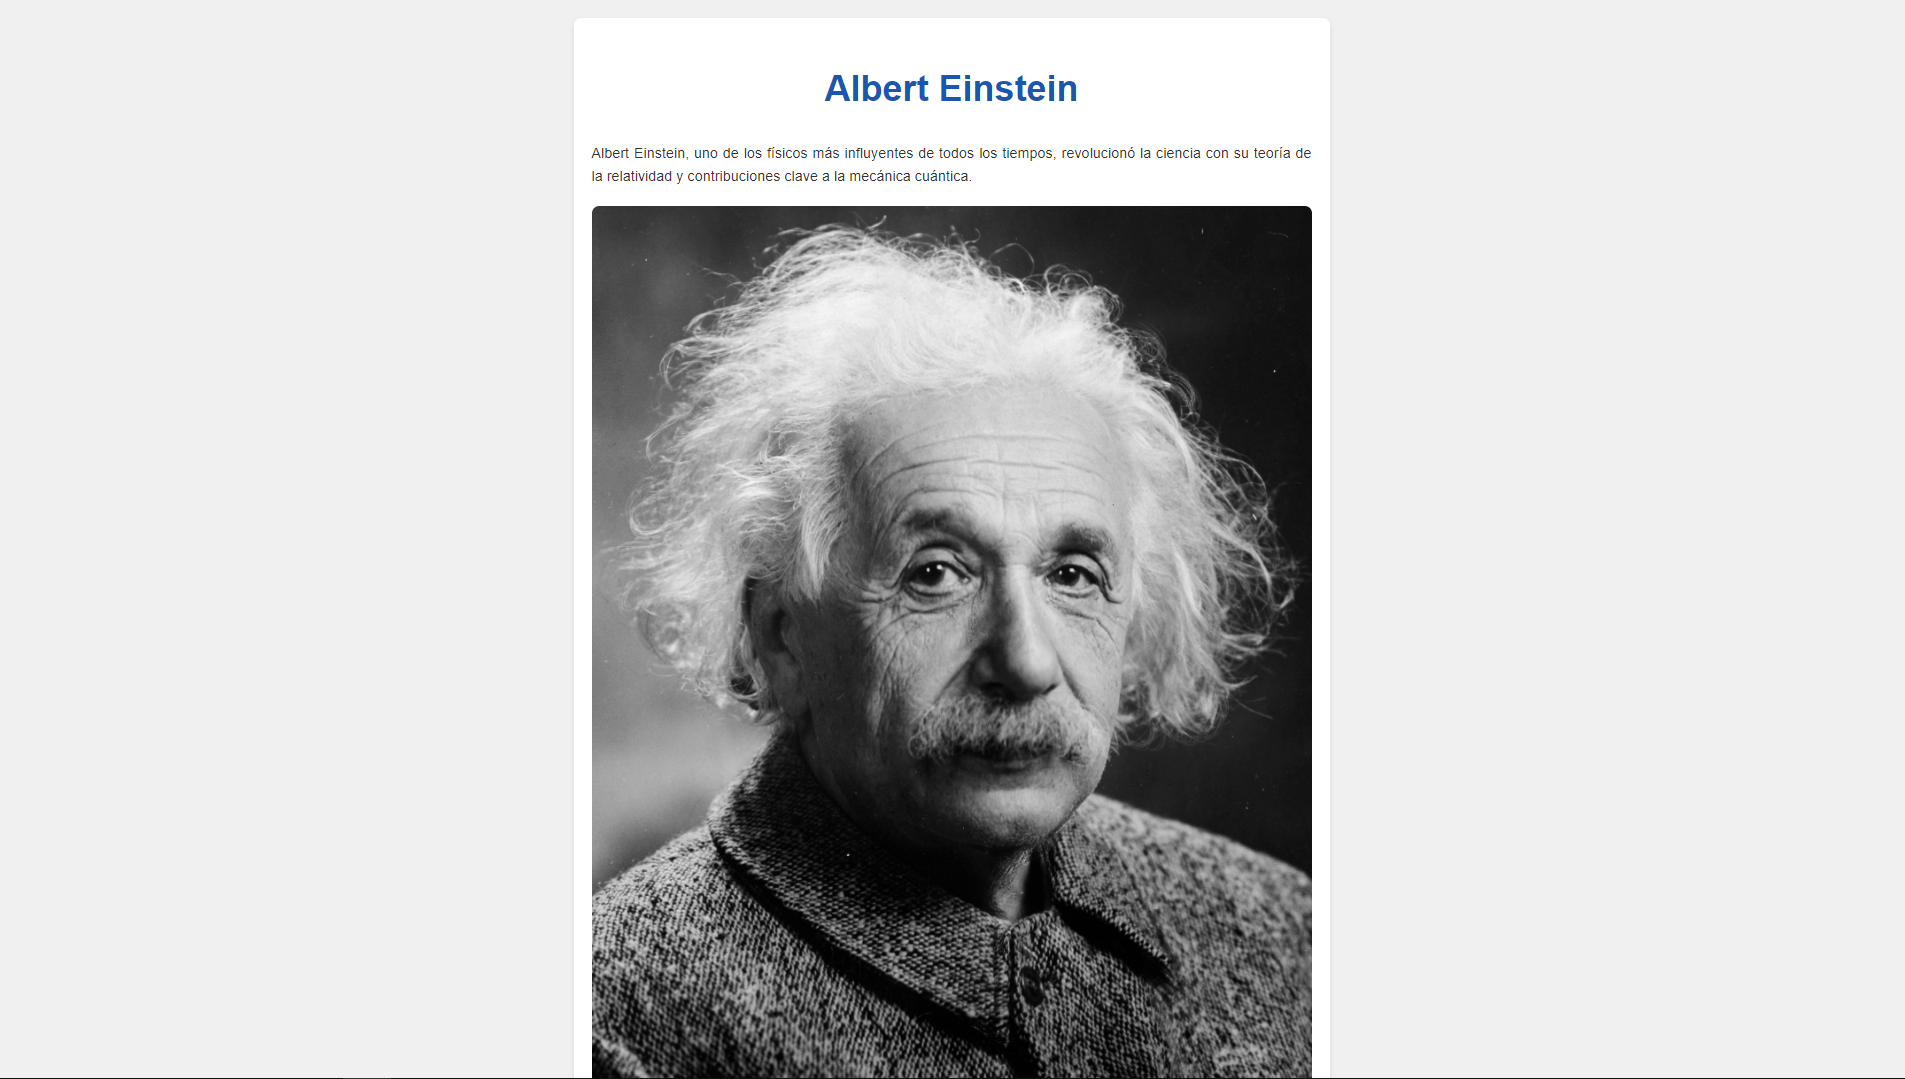 Albert Einstein
Albert Einstein, uno de los físicos más influyentes de todos los tiempos, revolucionó la ciencia con su teoría de
la relatividad y contribuciones clave a la mecánica cuántica.